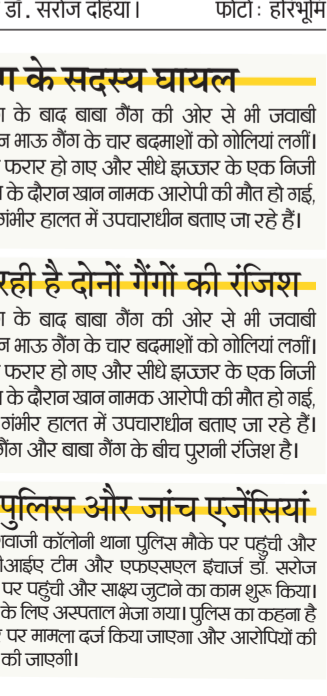 डॉ. सरोज दहिया। फोटो: हरिभूमि
ग के सदस्य घायल
के बाद बाबा गैंग की ओर से भी जवाबी
न भाऊ गैंग के चार बदमाशों को गोलियां लगीं।
फरार हो गए और सीधे झज्जर के एक निजी
के दौरान खान नामक आरोपी की मौत हो गई,
गंभीर हालत में उपचाराधीन बताए जा रहे हैं।
रही है दोनों गैंगों की रंजिश
के बाद बाबा गैंग की ओर से भी जवाबी
न भाऊ गैंग के चार बदमाशों को गोलियां लगीं।
फरार हो गए और सीधे झज्जर के एक निजी
के दौरान खान नामक आरोपी की मौत हो गई,
गंभीर हालत में उपचाराधीन बताए जा रहे हैं।
गैंग और बाबा गैंग के बीच पुरानी रंजिश है।
पुलिस और जांच एजेंसियां
वाजी कॉलोनी थाना पुलिस मौके पर पहुंची और
आईए टीम और एफएसएल इंचार्ज डॉ. सरोज
पर पहुंची और साक्ष्य जुटाने का काम शुरू किया।
के लिए अस्पताल भेजा गया। पुलिस का कहना है
पर मामला दर्ज किया जाएगा और आरोपियों की
की जाएगी।